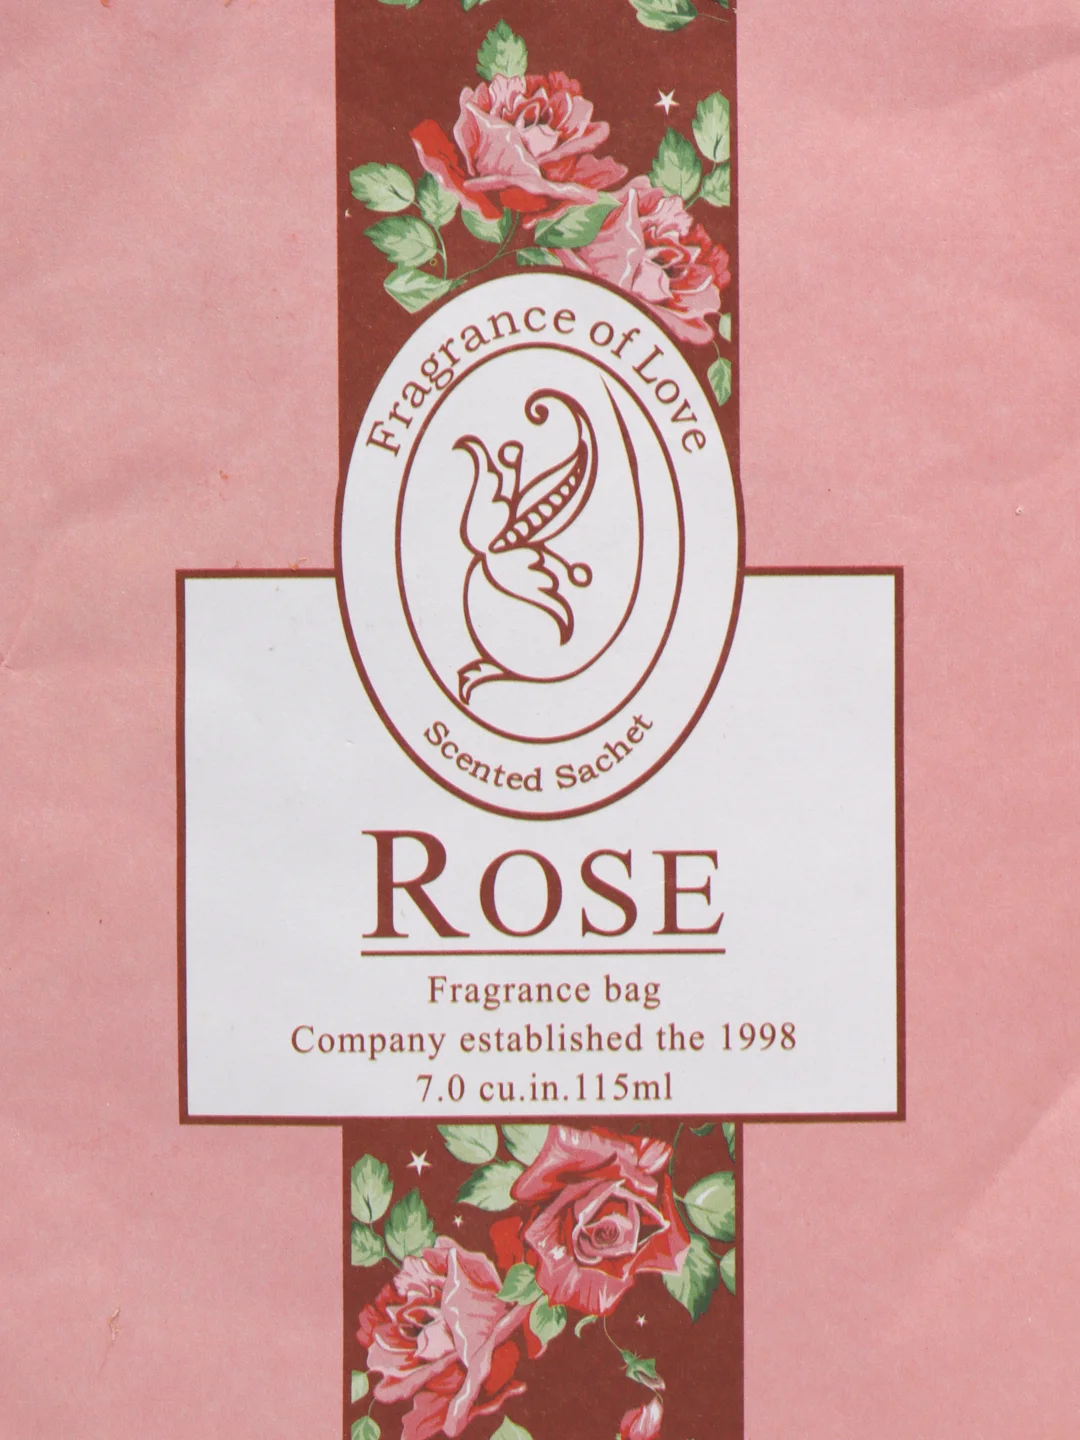 Fragrance of Love
Scented Sachet
ROSE
Fragrance bag
Company established the 1998
7.0 cu.in.115ml